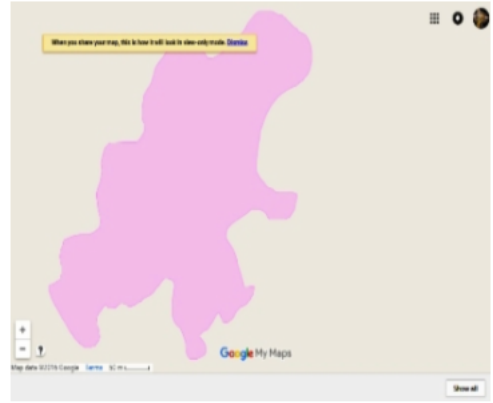 When you share your map, this is how it will look in view-only mode. Dismiss
+
−
Google My Maps
Map data ©2016 Google Terms
Show all